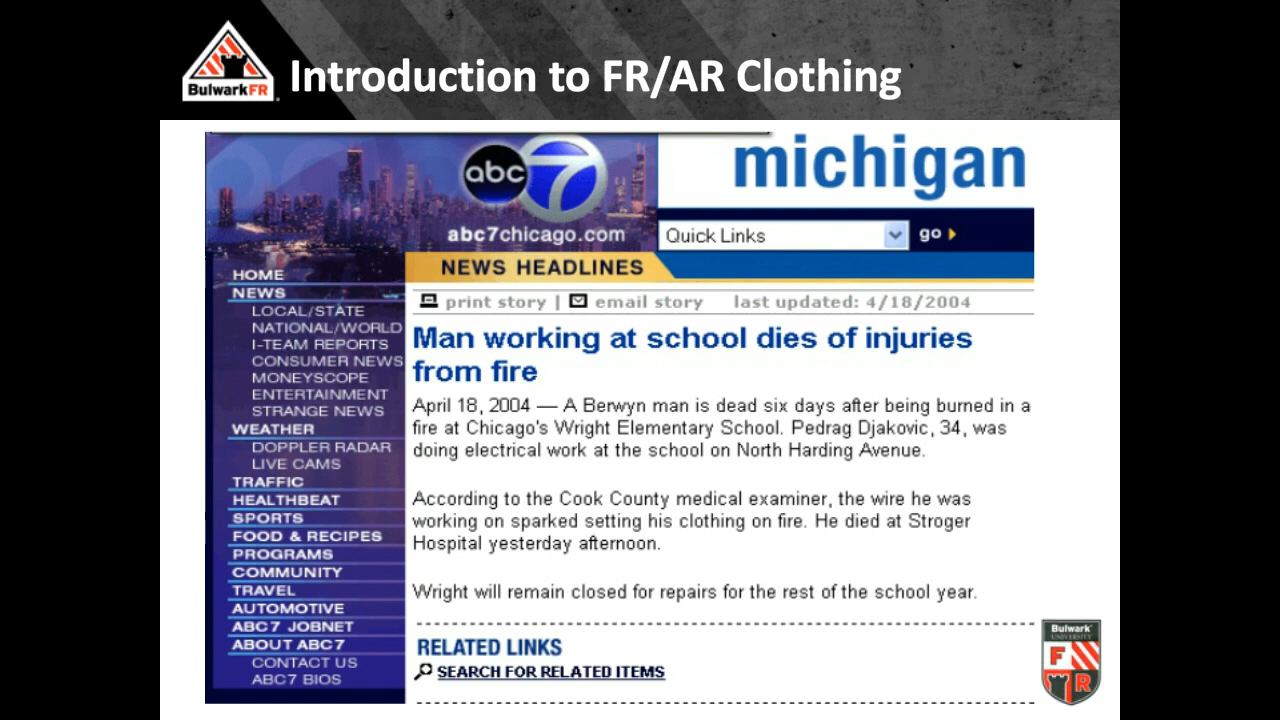 BulwarkFR
Introduction to FR/AR Clothing
abc 7
abc7chicago.com
michigan
Quick Links
go
NEWS HEADLINES
HOME
NEWS
LOCAL/STATE
NATIONAL/WORLD
I-TEAM REPORTS
CONSUMER NEWS
MONEYSCOPE
ENTERTAINMENT
STRANGE NEWS
WEATHER
DOPPLER RADAR
LIVE CAMS
TRAFFIC
HEALTHBEAT
SPORTS
FOOD & RECIPES
PROGRAMS
COMMUNITY
TRAVEL
AUTOMOTIVE
ABC7 JOBNET
ABOUT ABC7
CONTACT US
ABC7 BIOS
print story | email story last updated: 4/18/2004
Man working at school dies of injuries
from fire
April 18, 2004 — A Berwyn man is dead six days after being burned in a
fire at Chicago's Wright Elementary School. Pedrag Djakovic, 34, was
doing electrical work at the school on North Harding Avenue.
According to the Cook County medical examiner, the wire he was
working on sparked setting his clothing on fire. He died at Stroger
Hospital yesterday afternoon.
Wright will remain closed for repairs for the rest of the school year.
RELATED LINKS
SEARCH FOR RELATED ITEMS
Bulwark
UNIVERSITY
F
R